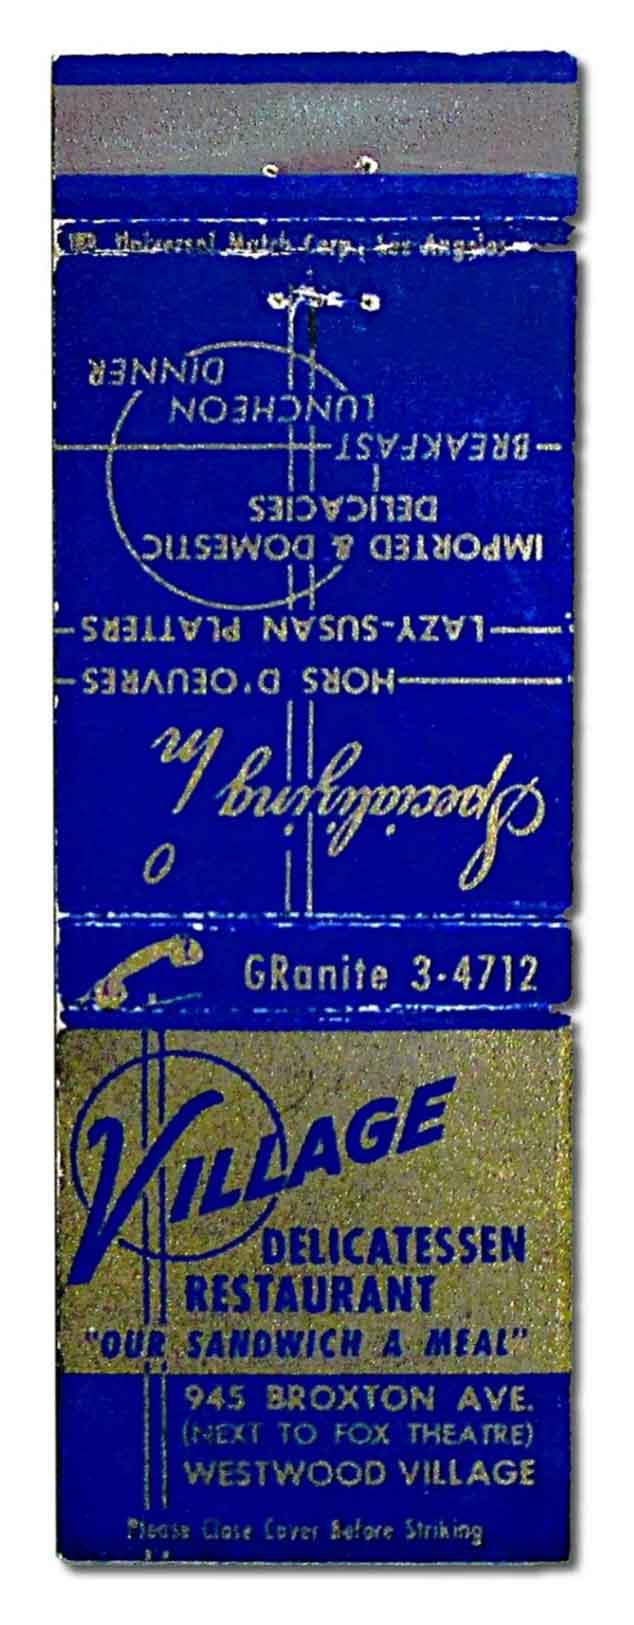 Universal Match Corp., Los Angeles
Specializing In
HORS D'OEUVRES
LAZY-SUSAN PLATTERS
IMPORTED & DOMESTIC
DELICACIES
BREAKFAST
LUNCHEON
DINNER
GRanite 3-4712
VILLAGE
DELICATESSEN
RESTAURANT
"OUR SANDWICH A MEAL"
945 BROXTON AVE.
(NEXT TO FOX THEATRE)
WESTWOOD VILLAGE
Please Close Cover Before Striking